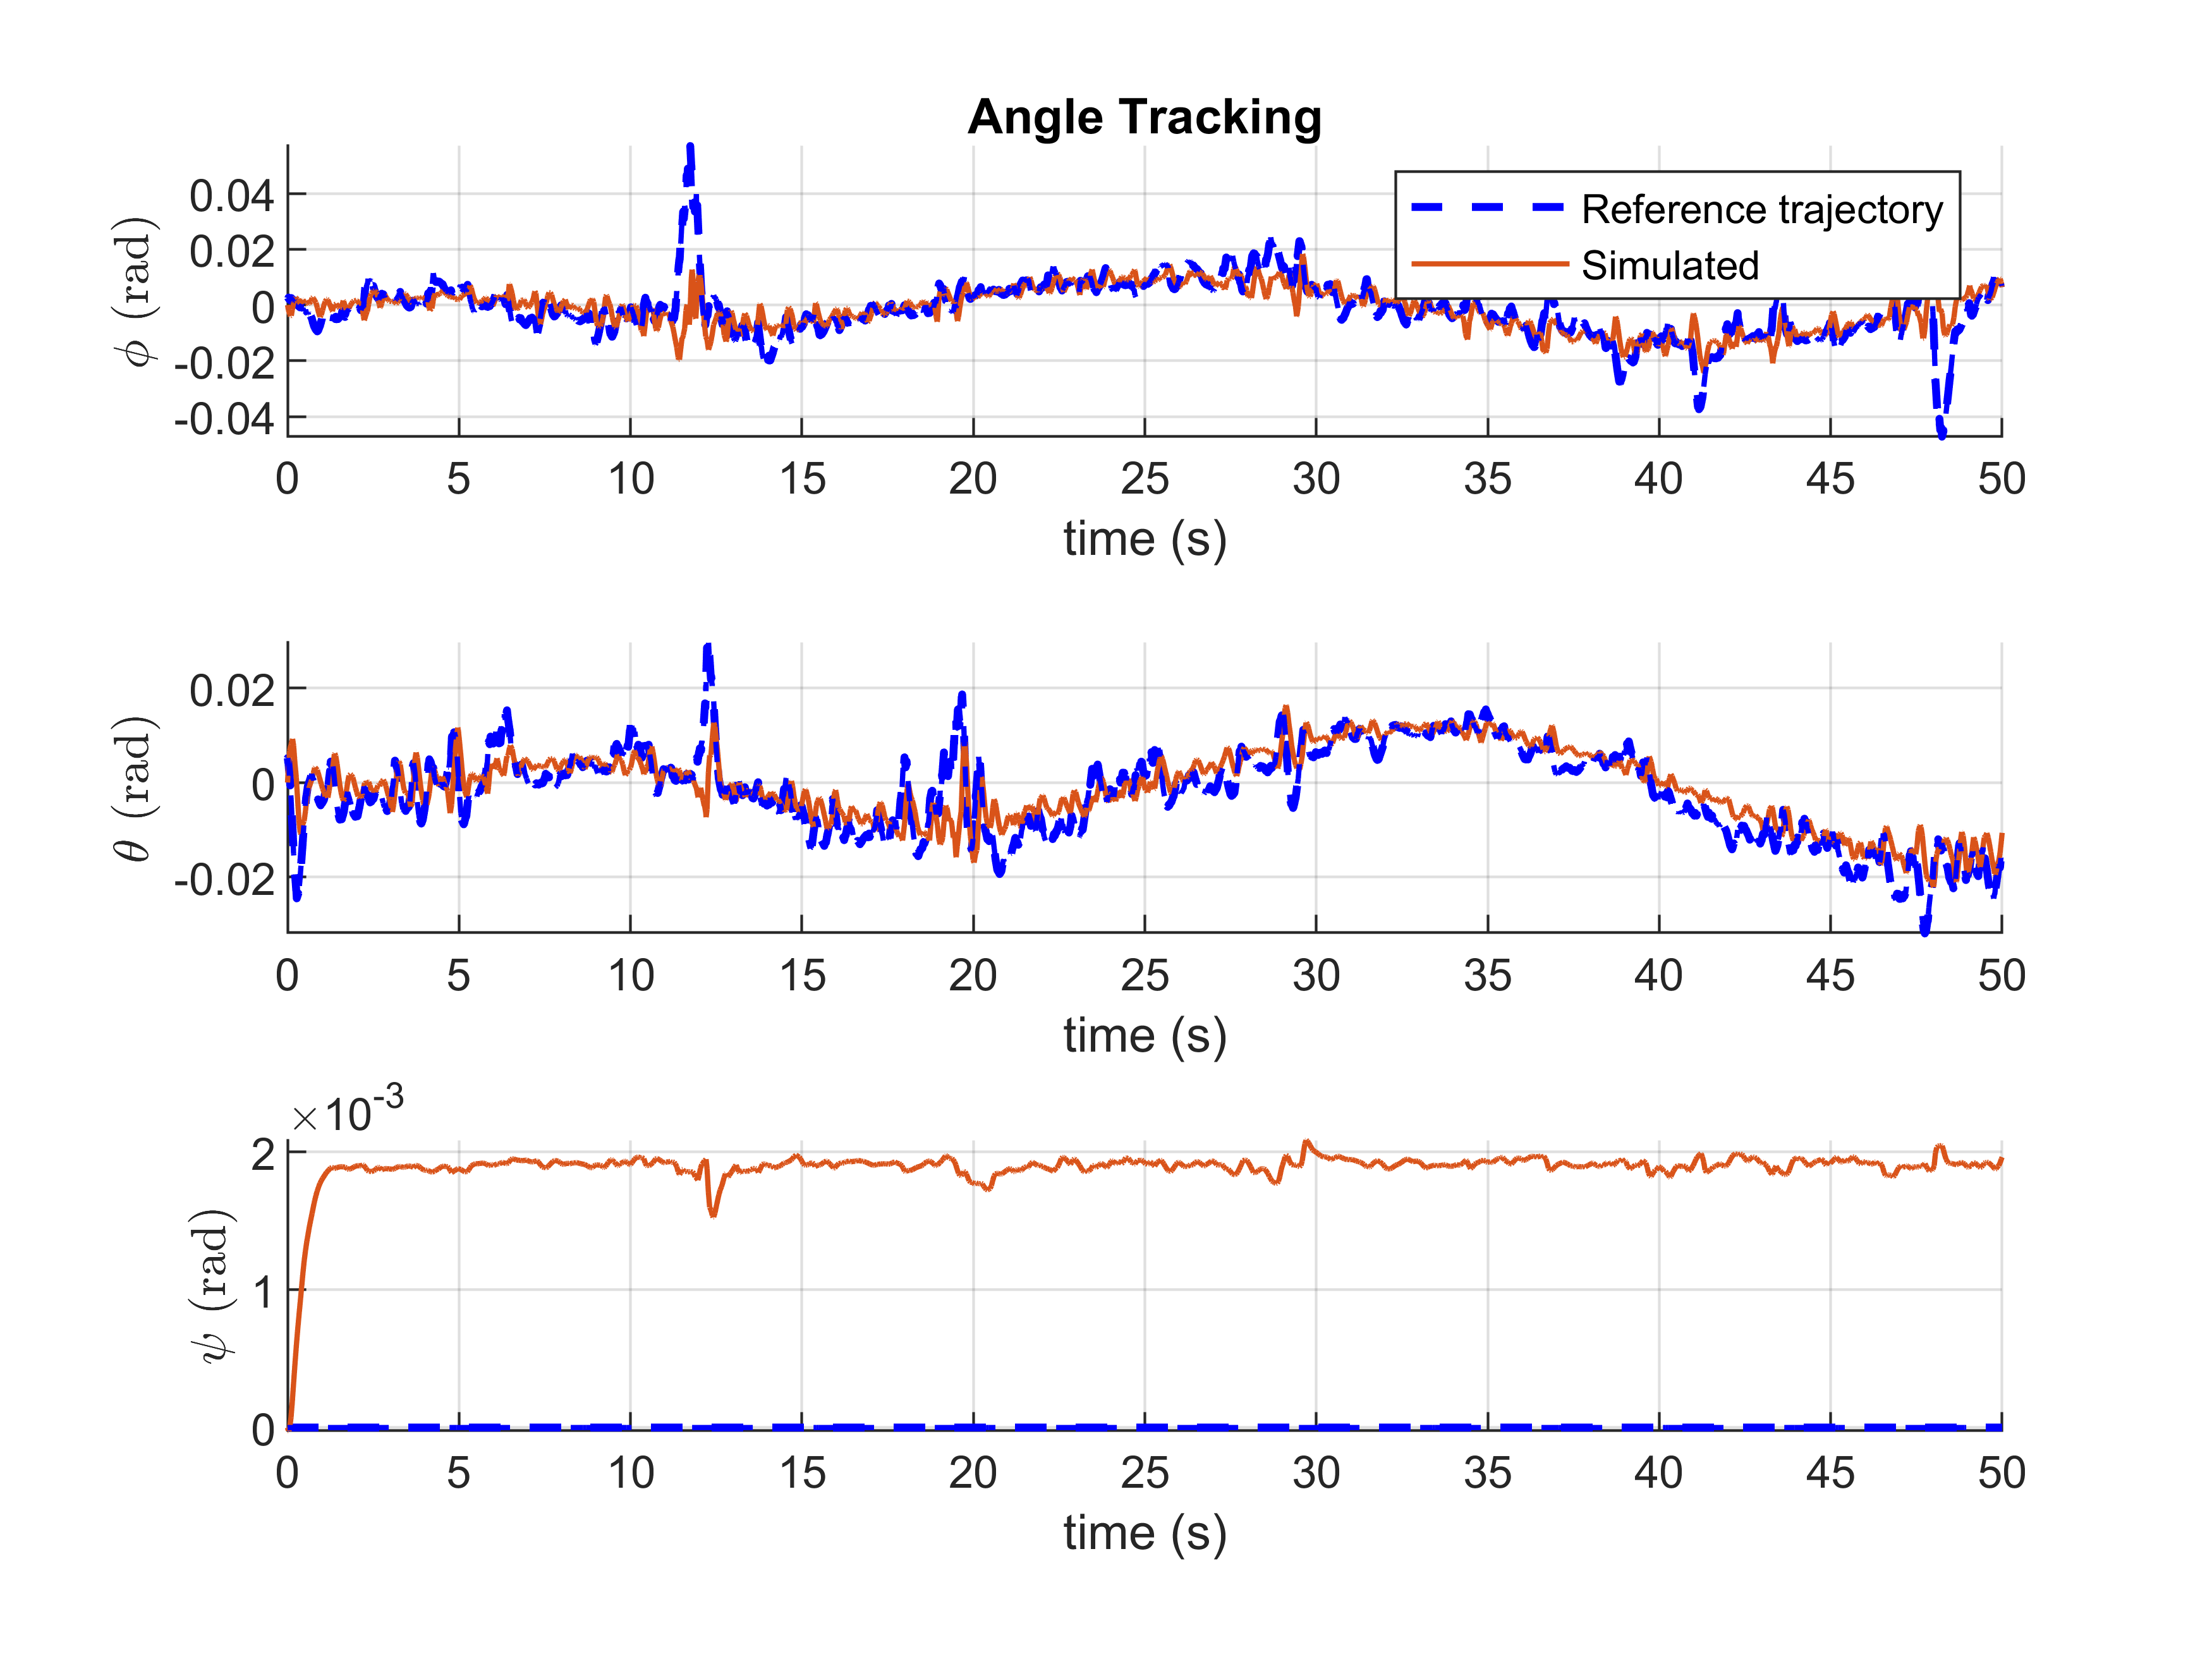 Angle Tracking
Reference trajectory
Simulated
0.04
0.02
0
-0.02
-0.04
ϕ (rad)
0 5 10 15 20 25 30 35 40 45 50
time (s)
0.02
0
-0.02
θ (rad)
0 5 10 15 20 25 30 35 40 45 50
time (s)
×10⁻³
2
1
0
ψ (rad)
0 5 10 15 20 25 30 35 40 45 50
time (s)